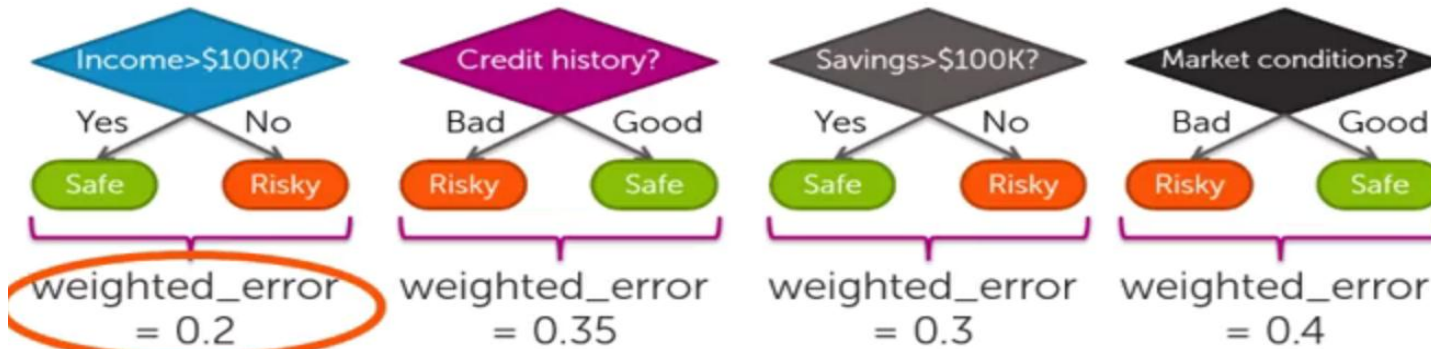 Income>$100K?
Yes No
Safe Risky
weighted_error
= 0.2
Credit history?
Bad Good
Risky Safe
weighted_error
= 0.35
Savings>$100K?
Yes No
Safe Risky
weighted_error
= 0.3
Market conditions?
Bad Good
Risky Safe
weighted_error
= 0.4